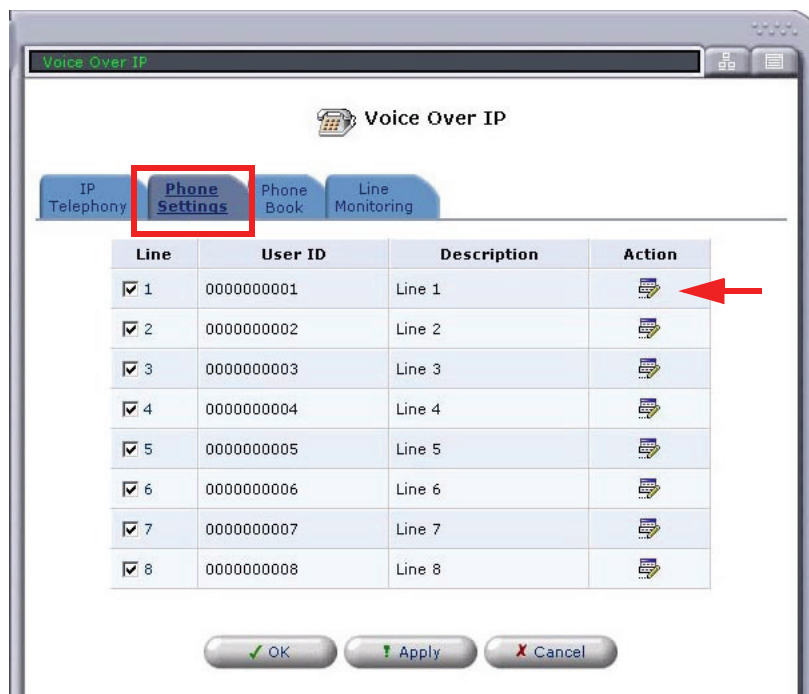 Voice Over IP
Voice Over IP
IP Telephony
Phone Settings
Phone Book
Line Monitoring
Line User ID Description Action
1 0000000001 Line 1
2 0000000002 Line 2
3 0000000003 Line 3
4 0000000004 Line 4
5 0000000005 Line 5
6 0000000006 Line 6
7 0000000007 Line 7
8 0000000008 Line 8
OK Apply Cancel